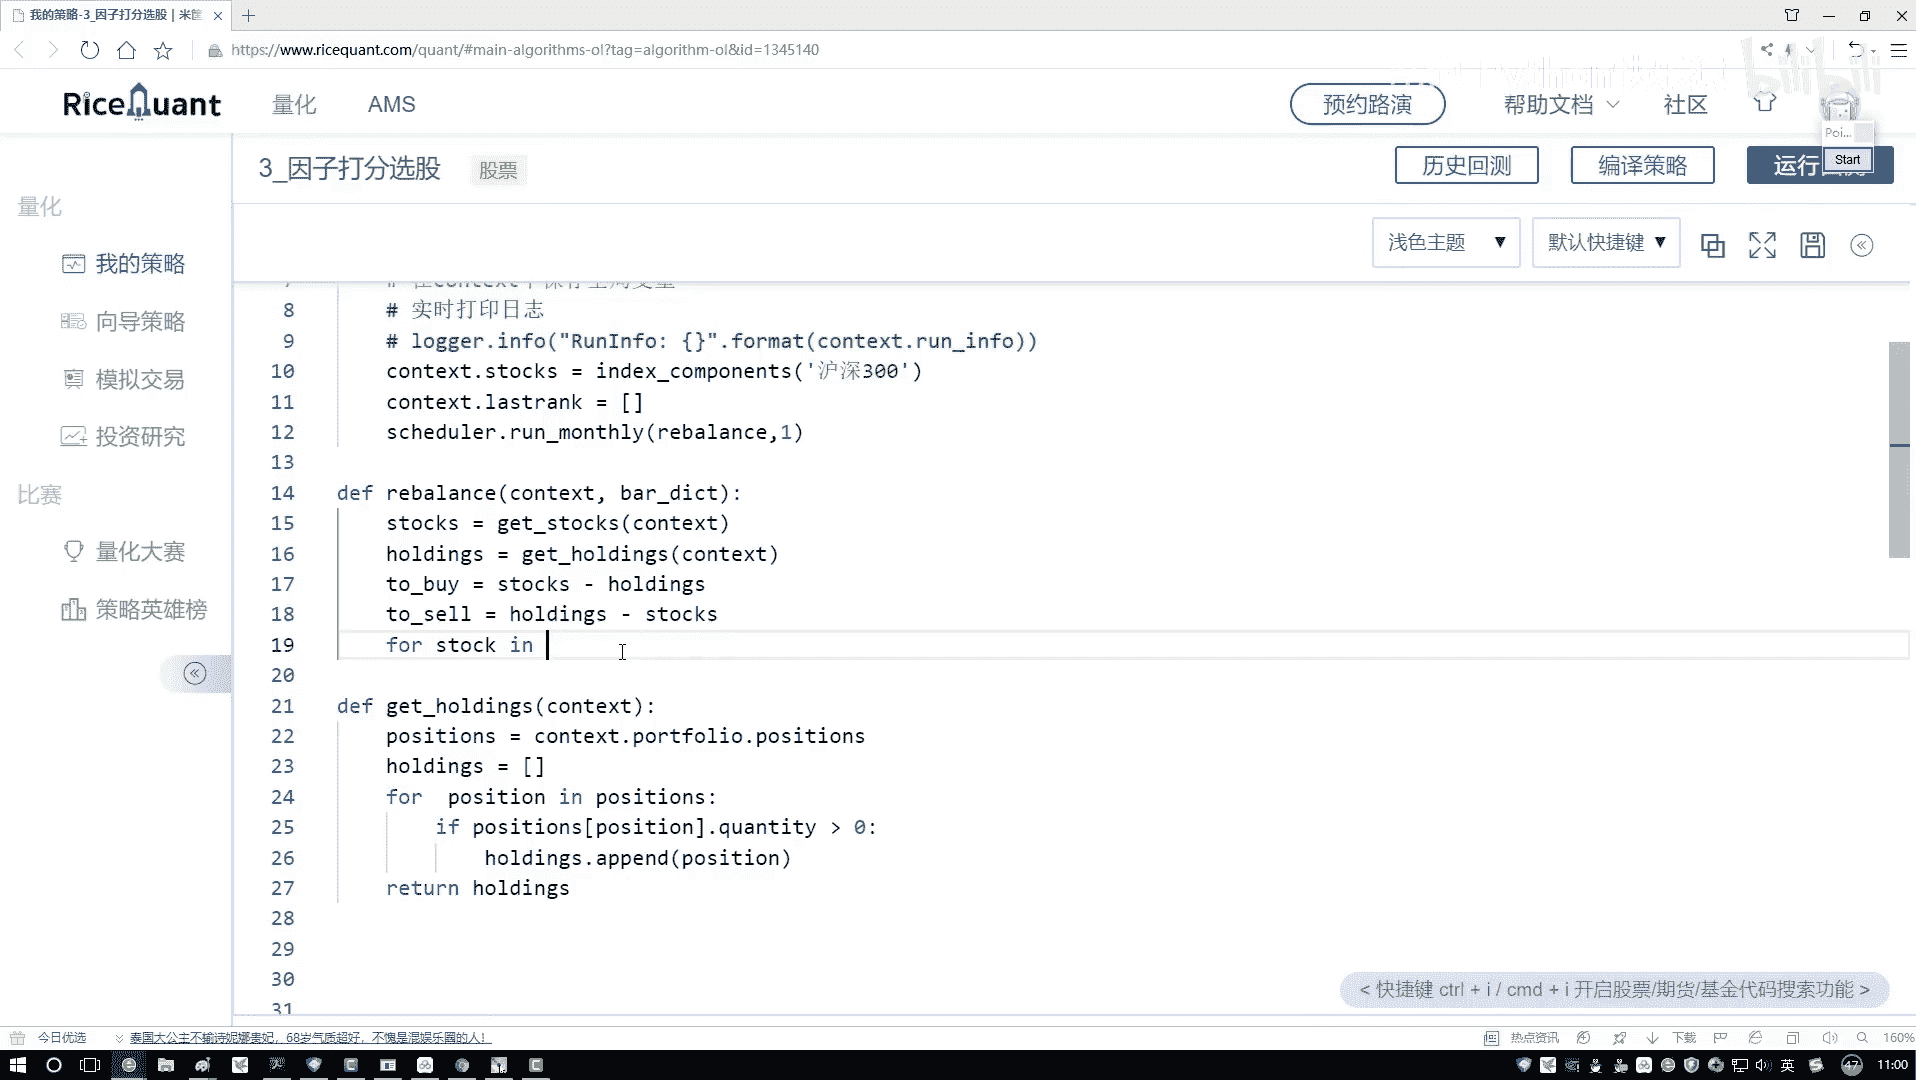 我的策略-3_因子打分选股 | 米筐
https://www.ricequant.com/quant/#main-algorithms-ol?tag=algorithm-ol&id=1345140
RiceQuant
量化
AMS
预约路演
帮助文档
社区
Poi...
Start
3_因子打分选股
股票
历史回测
编译策略
运行
量化
我的策略
向导策略
模拟交易
投资研究
比赛
量化大赛
策略英雄榜
浅色主题
默认快捷键
8 # 实时打印日志
9 # logger.info("RunInfo: {}".format(context.run_info))
10 context.stocks = index_components('沪深300')
11 context.lastrank = []
12 scheduler.run_monthly(rebalance,1)
13
14 def rebalance(context, bar_dict):
15 stocks = get_stocks(context)
16 holdings = get_holdings(context)
17 to_buy = stocks - holdings
18 to_sell = holdings - stocks
19 for stock in
20
21 def get_holdings(context):
22 positions = context.portfolio.positions
23 holdings = []
24 for  position in positions:
25 if positions[position].quantity > 0:
26 holdings.append(position)
27 return holdings
28
29
30
31
< 快捷键 ctrl + i / cmd + i 开启股票/期货/基金代码搜索功能 >
今日优选
泰国大公主不输诗妮娜贵妃，68岁气质超好，不愧是混娱乐圈的人！
热点资讯
下载
160%
英
47
11:00